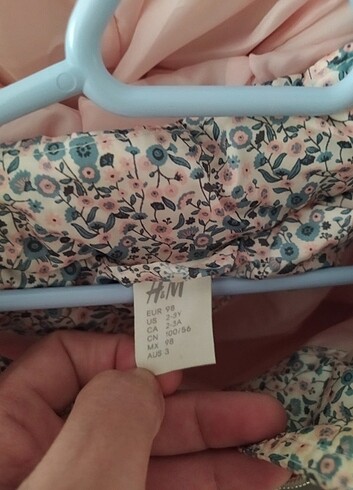 H&M
EUR 98
US 2-3Y
CA 2-3A
CN 100/56
MX 98
AUS 3